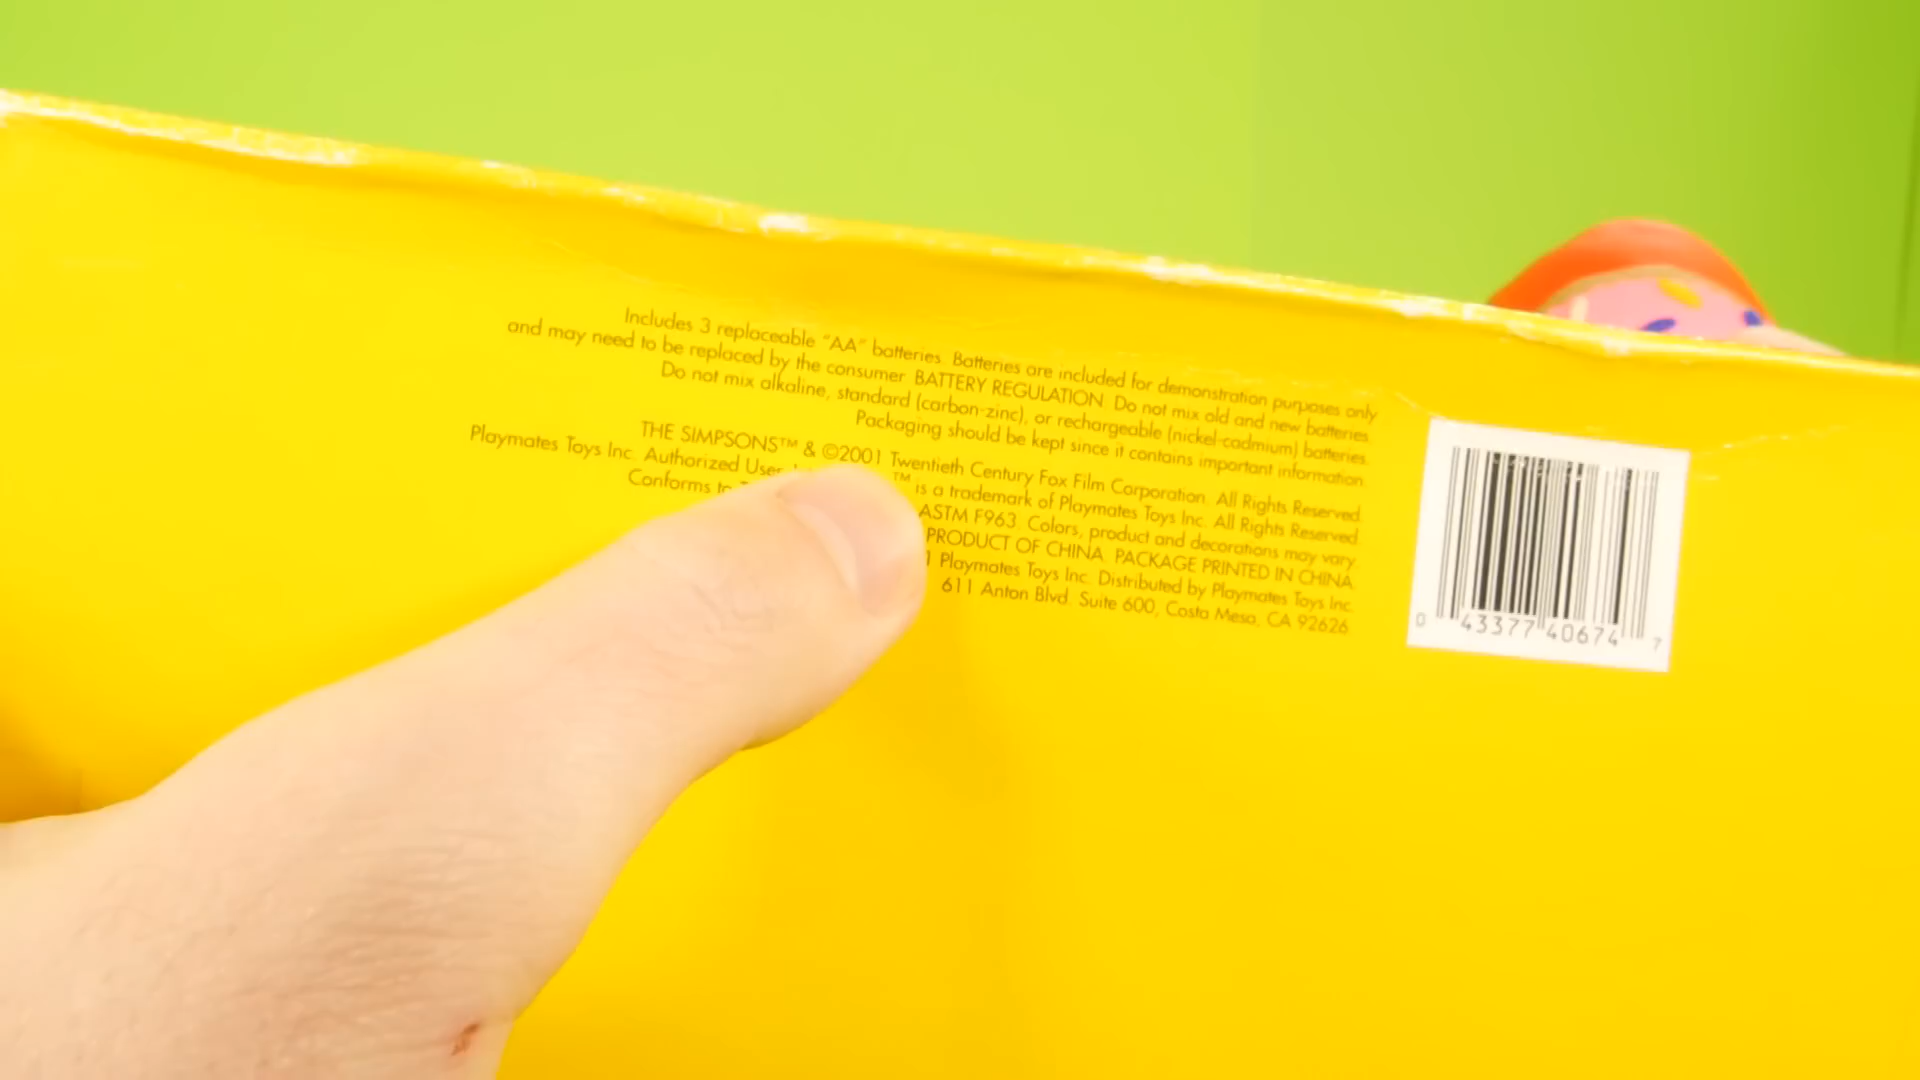 Includes 3 replaceable "AA" batteries. Batteries are included for demonstration purposes only
and may need to be replaced by the consumer. BATTERY REGULATION. Do not mix old and new batteries.
Do not mix alkaline, standard (carbon-zinc), or rechargeable (nickel-cadmium) batteries.
Packaging should be kept since it contains important information.
THE SIMPSONS™ & ©2001 Twentieth Century Fox Film Corporation. All Rights Reserved.
Playmates Toys Inc. Authorized User. ™ is a trademark of Playmates Toys Inc. All Rights Reserved.
Conforms to ASTM F963. Colors, product and decorations may vary.
PRODUCT OF CHINA. PACKAGE PRINTED IN CHINA.
Playmates Toys Inc. Distributed by Playmates Toys Inc.
611 Anton Blvd. Suite 600, Costa Mesa, CA 92626.
0 43377 40674 7